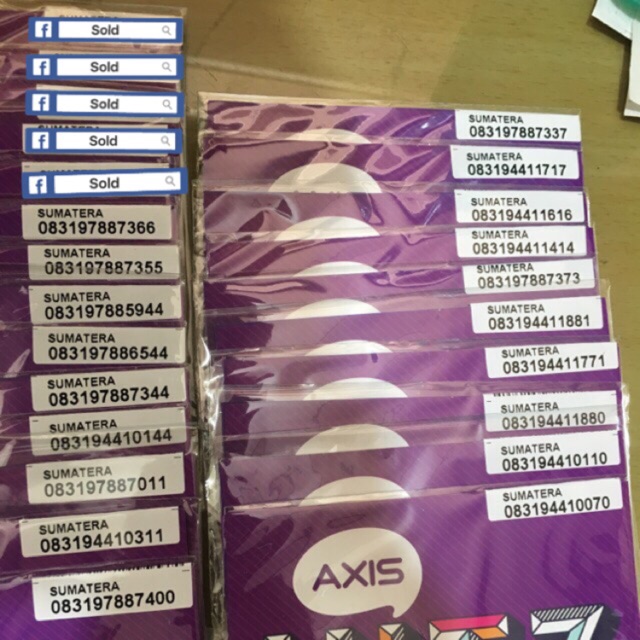 Sold
Sold
Sold
Sold
Sold
SUMATERA
083197887366
SUMATERA
083197887355
SUMATERA
083197885944
SUMATERA
083197886544
SUMATERA
083197887344
SUMATERA
083194410144
SUMATERA
083197887011
SUMATERA
083194410311
SUMATERA
083197887400
SUMATERA
083197887337
SUMATERA
083194411717
SUMATERA
083194411616
SUMATERA
083194411414
SUMATERA
083197887373
SUMATERA
083194411881
SUMATERA
083194411771
SUMATERA
083194411880
SUMATERA
083194410110
SUMATERA
083194410070
AXIS